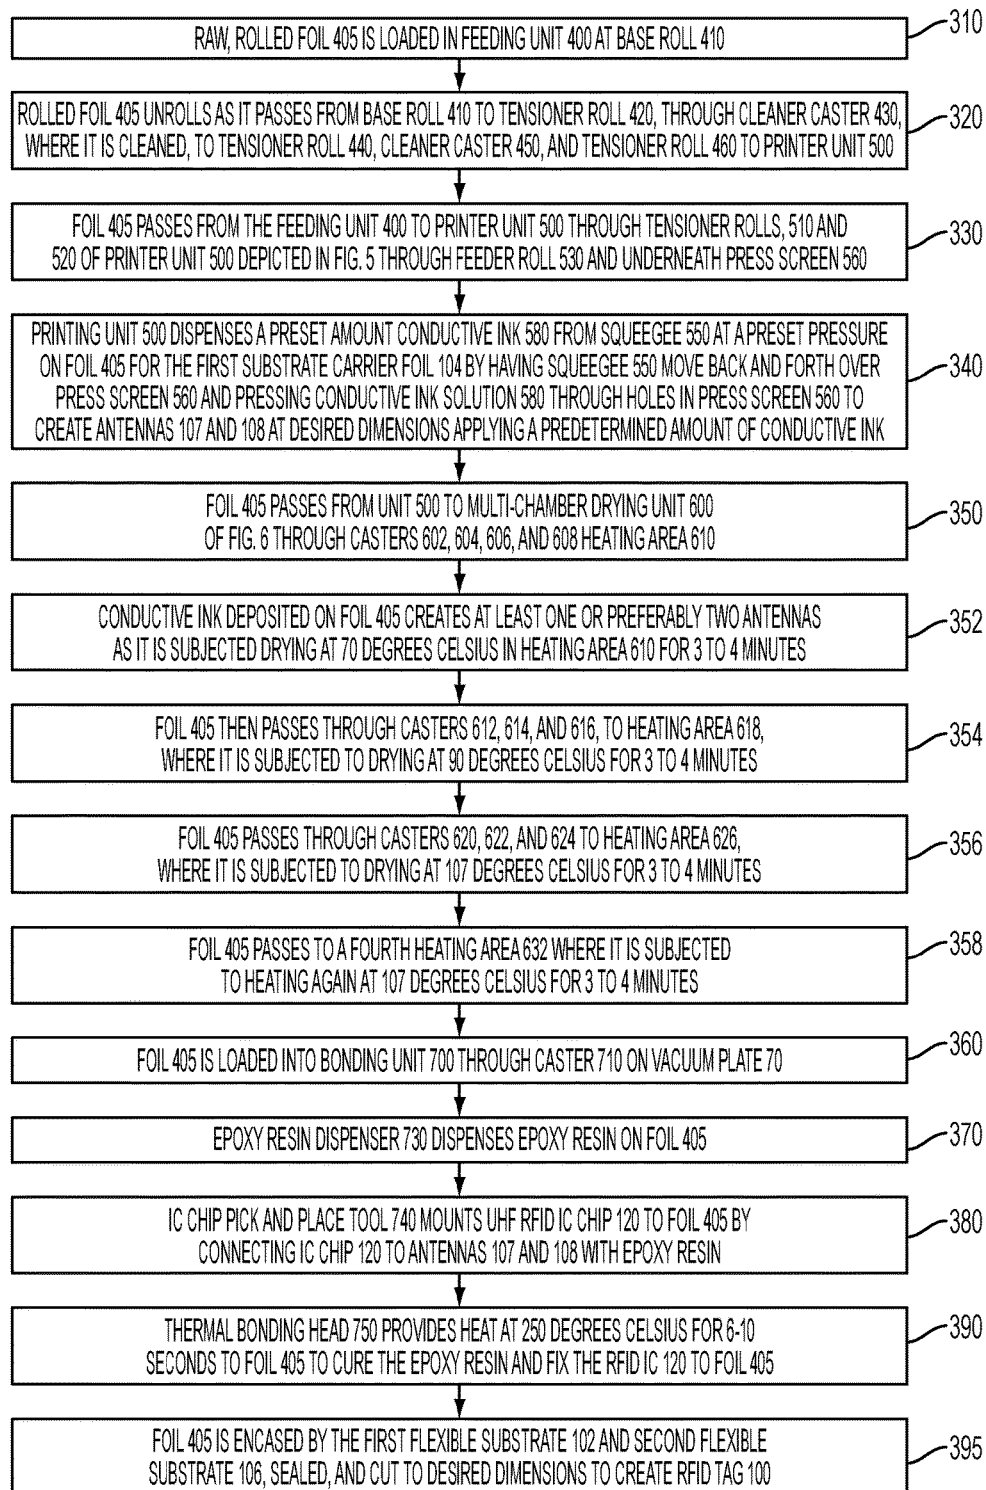 RAW, ROLLED FOIL 405 IS LOADED IN FEEDING UNIT 400 AT BASE ROLL 410
310
ROLLED FOIL 405 UNROLLS AS IT PASSES FROM BASE ROLL 410 TO TENSIONER ROLL 420, THROUGH CLEANER CASTER 430,
WHERE IT IS CLEANED, TO TENSIONER ROLL 440, CLEANER CASTER 450, AND TENSIONER ROLL 460 TO PRINTER UNIT 500
320
FOIL 405 PASSES FROM THE FEEDING UNIT 400 TO PRINTER UNIT 500 THROUGH TENSIONER ROLLS, 510 AND
520 OF PRINTER UNIT 500 DEPICTED IN FIG. 5 THROUGH FEEDER ROLL 530 AND UNDERNEATH PRESS SCREEN 560
330
PRINTING UNIT 500 DISPENSES A PRESET AMOUNT CONDUCTIVE INK 580 FROM SQUEEGEE 550 AT A PRESET PRESSURE
ON FOIL 405 FOR THE FIRST SUBSTRATE CARRIER FOIL 104 BY HAVING SQUEEGEE 550 MOVE BACK AND FORTH OVER
PRESS SCREEN 560 AND PRESSING CONDUCTIVE INK SOLUTION 580 THROUGH HOLES IN PRESS SCREEN 560 TO
CREATE ANTENNAS 107 AND 108 AT DESIRED DIMENSIONS APPLYING A PREDETERMINED AMOUNT OF CONDUCTIVE INK
340
FOIL 405 PASSES FROM UNIT 500 TO MULTI-CHAMBER DRYING UNIT 600
OF FIG. 6 THROUGH CASTERS 602, 604, 606, AND 608 HEATING AREA 610
350
CONDUCTIVE INK DEPOSITED ON FOIL 405 CREATES AT LEAST ONE OR PREFERABLY TWO ANTENNAS
AS IT IS SUBJECTED DRYING AT 70 DEGREES CELSIUS IN HEATING AREA 610 FOR 3 TO 4 MINUTES
352
FOIL 405 THEN PASSES THROUGH CASTERS 612, 614, AND 616, TO HEATING AREA 618,
WHERE IT IS SUBJECTED TO DRYING AT 90 DEGREES CELSIUS FOR 3 TO 4 MINUTES
354
FOIL 405 PASSES THROUGH CASTERS 620, 622, AND 624 TO HEATING AREA 626,
WHERE IT IS SUBJECTED TO DRYING AT 107 DEGREES CELSIUS FOR 3 TO 4 MINUTES
356
FOIL 405 PASSES TO A FOURTH HEATING AREA 632 WHERE IT IS SUBJECTED
TO HEATING AGAIN AT 107 DEGREES CELSIUS FOR 3 TO 4 MINUTES
358
FOIL 405 IS LOADED INTO BONDING UNIT 700 THROUGH CASTER 710 ON VACUUM PLATE 70
360
EPOXY RESIN DISPENSER 730 DISPENSES EPOXY RESIN ON FOIL 405
370
IC CHIP PICK AND PLACE TOOL 740 MOUNTS UHF RFID IC CHIP 120 TO FOIL 405 BY
CONNECTING IC CHIP 120 TO ANTENNAS 107 AND 108 WITH EPOXY RESIN
380
THERMAL BONDING HEAD 750 PROVIDES HEAT AT 250 DEGREES CELSIUS FOR 6-10
SECONDS TO FOIL 405 TO CURE THE EPOXY RESIN AND FIX THE RFID IC 120 TO FOIL 405
390
FOIL 405 IS ENCASED BY THE FIRST FLEXIBLE SUBSTRATE 102 AND SECOND FLEXIBLE
SUBSTRATE 106, SEALED, AND CUT TO DESIRED DIMENSIONS TO CREATE RFID TAG 100
395